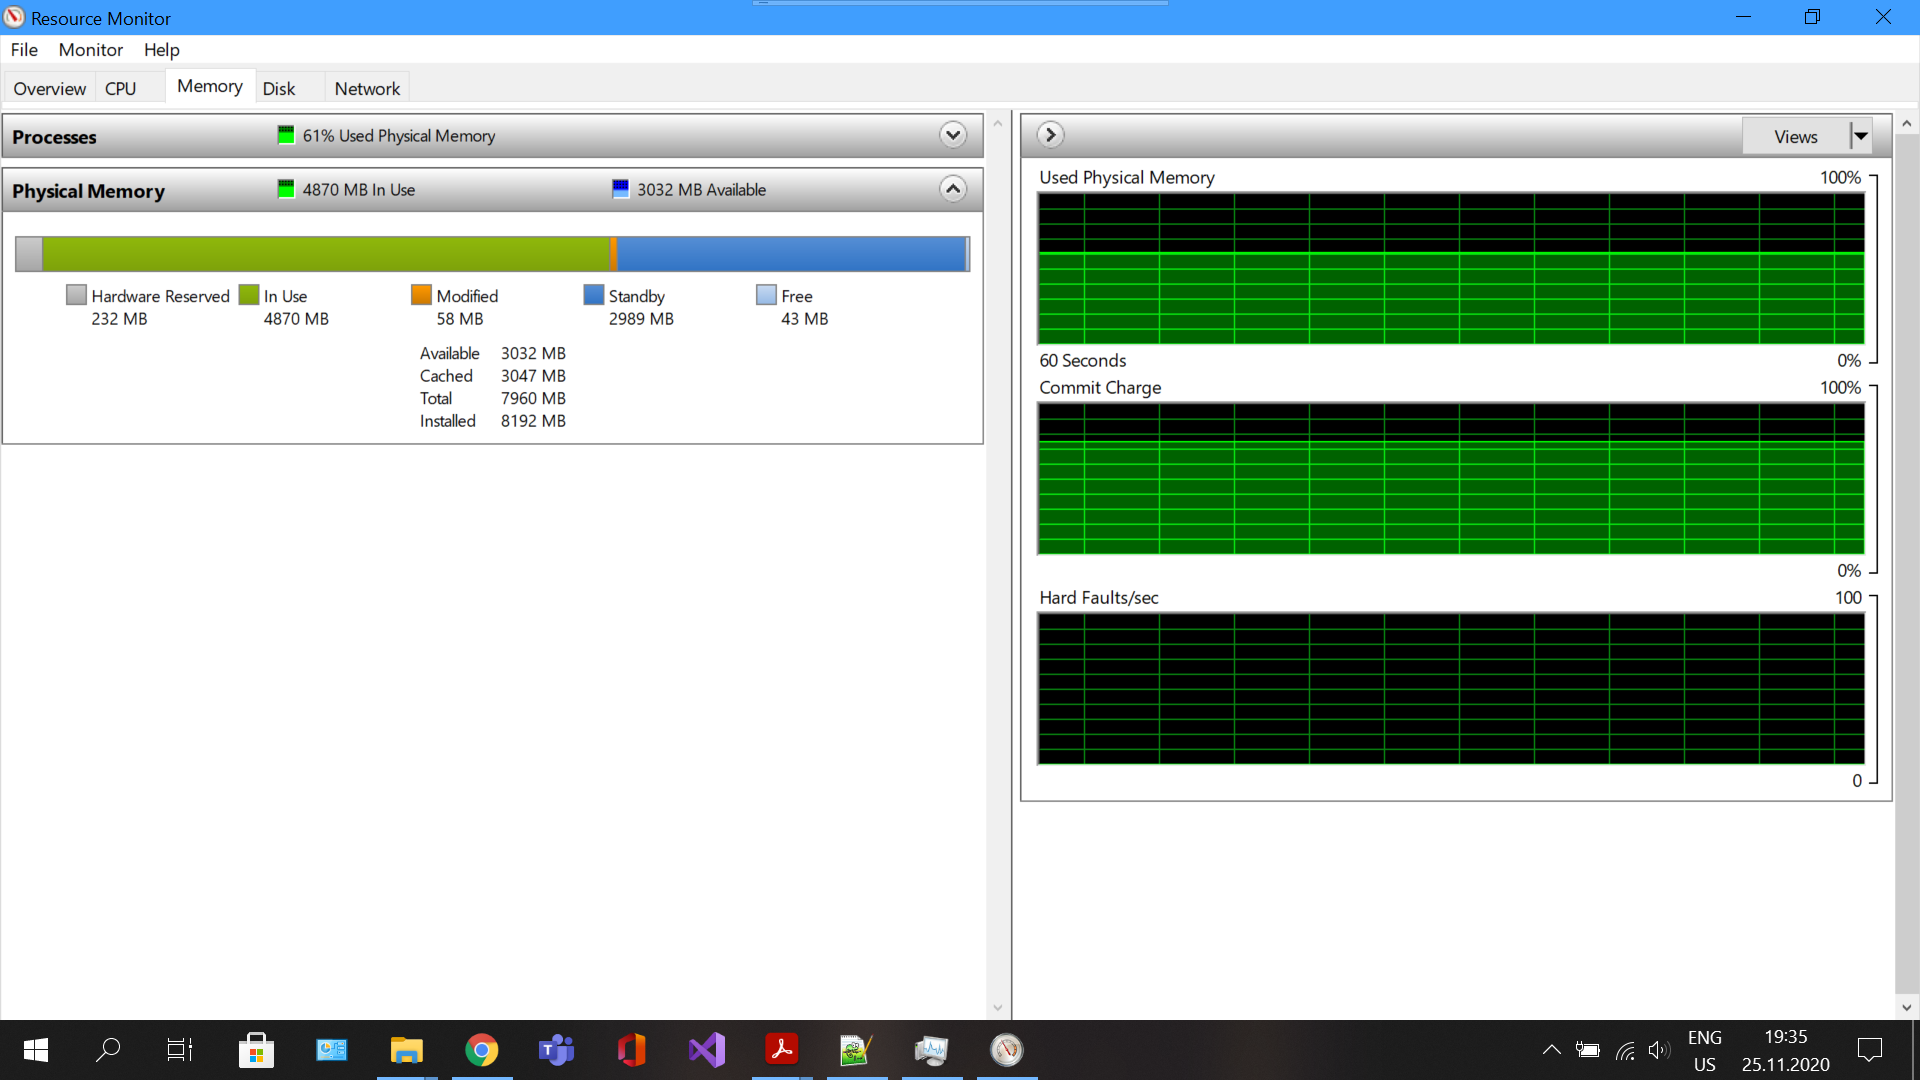 Resource Monitor
File Monitor Help
Overview CPU Memory Disk Network
Processes 61% Used Physical Memory
Physical Memory 4870 MB In Use 3032 MB Available
Hardware Reserved In Use Modified Standby Free
232 MB 4870 MB 58 MB 2989 MB 43 MB
Available 3032 MB
Cached 3047 MB
Total 7960 MB
Installed 8192 MB
Views
Used Physical Memory 100%
60 Seconds 0%
Commit Charge 100%
0%
Hard Faults/sec 100
0
ENG 19:35
US 25.11.2020